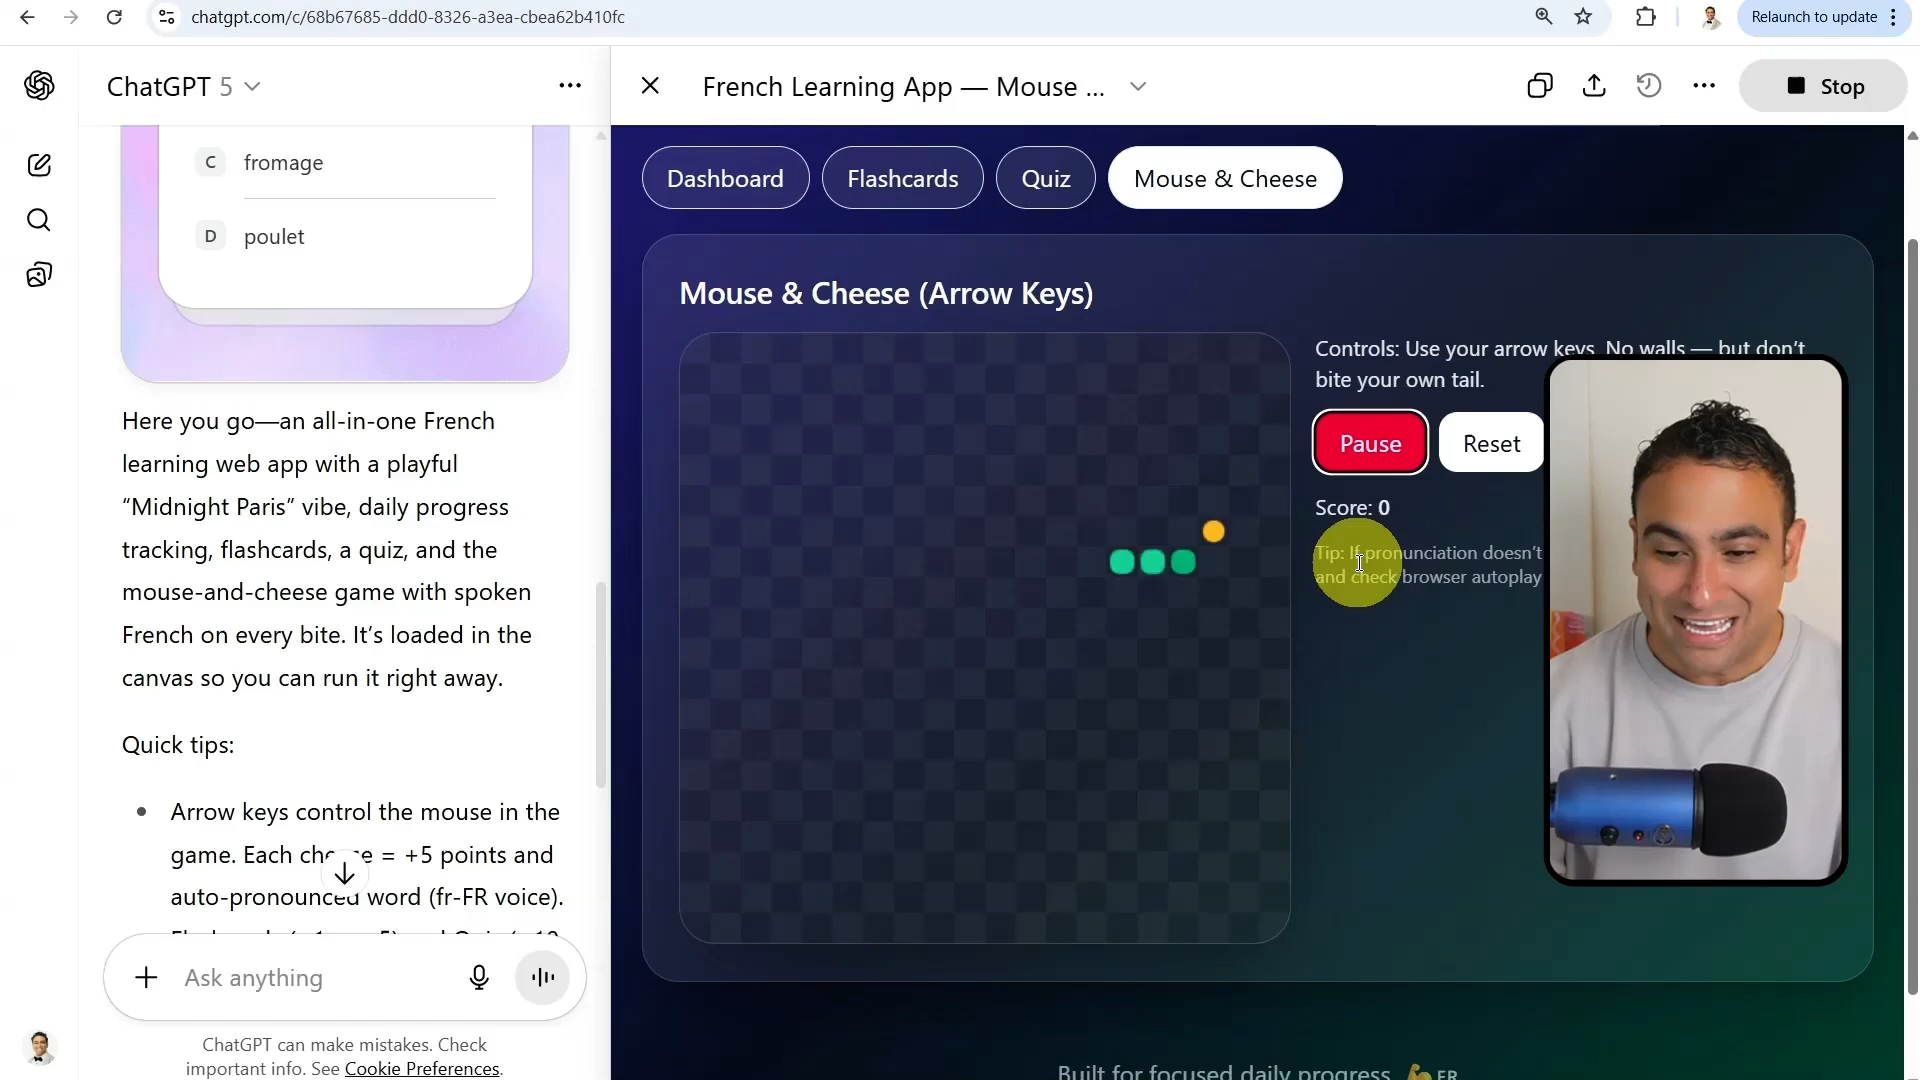 chatgpt.com/c/68b67685-ddd0-8326-a3ea-cbea62b410fc
Relaunch to update
ChatGPT 5
C fromage
D poulet
Here you go—an all-in-one French
learning web app with a playful
“Midnight Paris” vibe, daily progress
tracking, flashcards, a quiz, and the
mouse-and-cheese game with spoken
French on every bite. It’s loaded in the
canvas so you can run it right away.
Quick tips:
Arrow keys control the mouse in the
game. Each cheese = +5 points and
auto-pronounced word (fr-FR voice).
Ask anything
ChatGPT can make mistakes. Check
important info. See Cookie Preferences.
French Learning App — Mouse ...
Stop
Dashboard
Flashcards
Quiz
Mouse & Cheese
Mouse & Cheese (Arrow Keys)
Controls: Use your arrow keys. No walls — but don’t
bite your own tail.
Pause
Reset
Score: 0
Tip: If pronunciation doesn’t
and check browser autoplay
Built for focused daily progress. 💪 FR